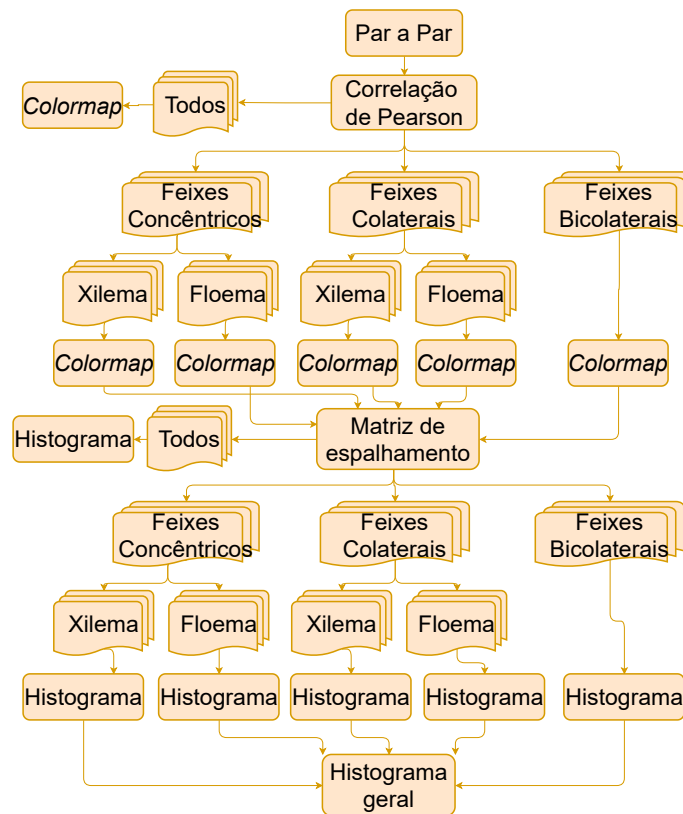 Par a Par
Correlação
de Pearson
Todos
Colormap
Feixes
Concêntricos
Feixes
Colaterais
Feixes
Bicolaterais
Xilema
Floema
Xilema
Floema
Colormap
Colormap
Colormap
Colormap
Colormap
Matriz de
espalhamento
Todos
Histograma
Feixes
Concêntricos
Feixes
Colaterais
Feixes
Bicolaterais
Xilema
Floema
Xilema
Floema
Histograma
Histograma
Histograma
Histograma
Histograma
Histograma
geral